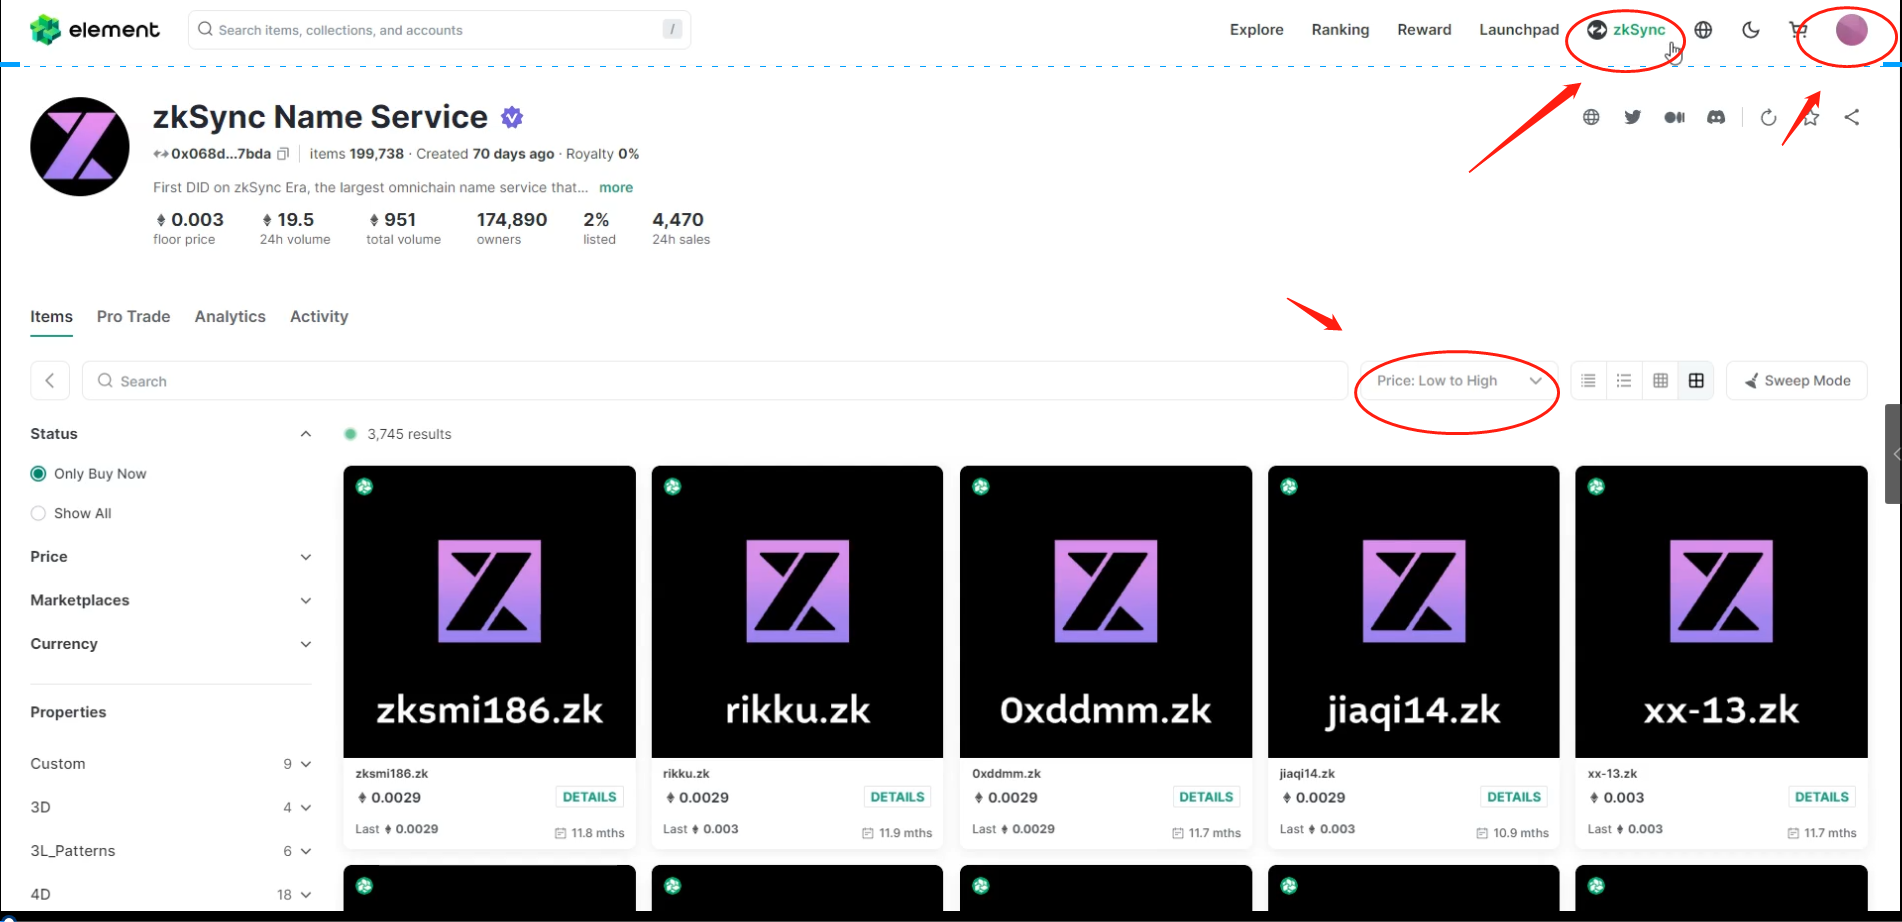 element
Search items, collections, and accounts /
Explore Ranking Reward Launchpad zkSync
zkSync Name Service
0x068d...7bda items 199,738 · Created 70 days ago · Royalty 0%
First DID on zkSync Era, the largest omnichain name service that... more
0.003 19.5 951 174,890 2% 4,470
floor price 24h volume total volume owners listed 24h sales
Items Pro Trade Analytics Activity
Search
Price: Low to High
Sweep Mode
Status
3,745 results
Only Buy Now
Show All
Price
Marketplaces
Currency
Properties
Custom 9
3D 4
3L_Patterns 6
4D 18
zksmi186.zk
rikku.zk
0xddmm.zk
jiaqi14.zk
xx-13.zk
zksmi186.zk rikku.zk 0xddmm.zk jiaqi14.zk xx-13.zk
0.0029 DETAILS 0.0029 DETAILS 0.0029 DETAILS 0.0029 DETAILS 0.003 DETAILS
Last 0.0029 11.8 mths Last 0.003 11.9 mths Last 0.0029 11.7 mths Last 0.003 10.9 mths Last 0.003 11.7 mths